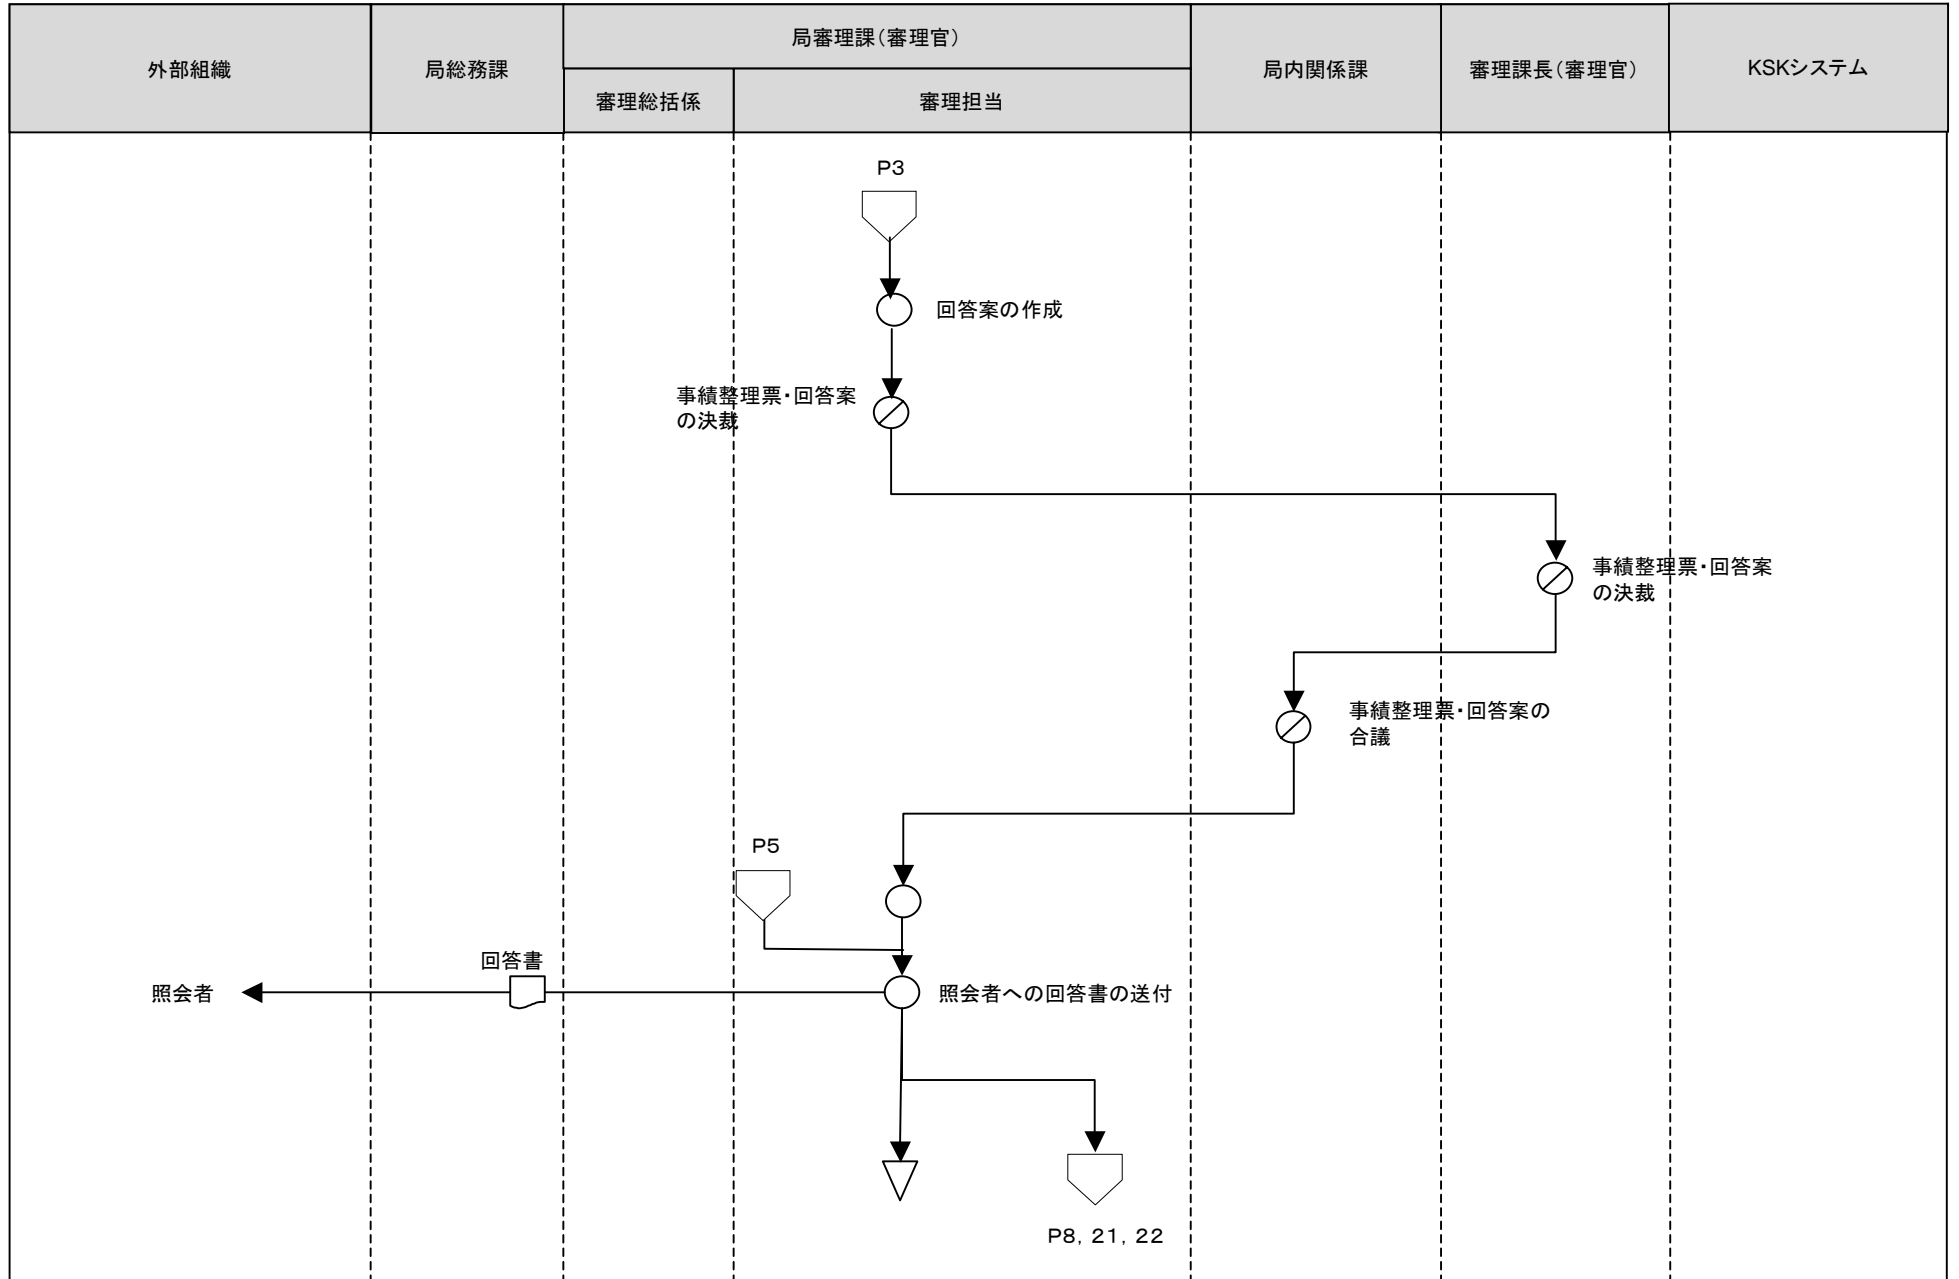 外部組織
局総務課
局審理課（審理官）
審理総括係
審理担当
局内関係課
審理課長（審理官）
KSKシステム
P3
回答案の作成
事績整理票・回答案
の決裁
事績整理票・回答案
の決裁
事績整理票・回答案の
合議
P5
回答書
照会者
照会者への回答書の送付
P8，21，22